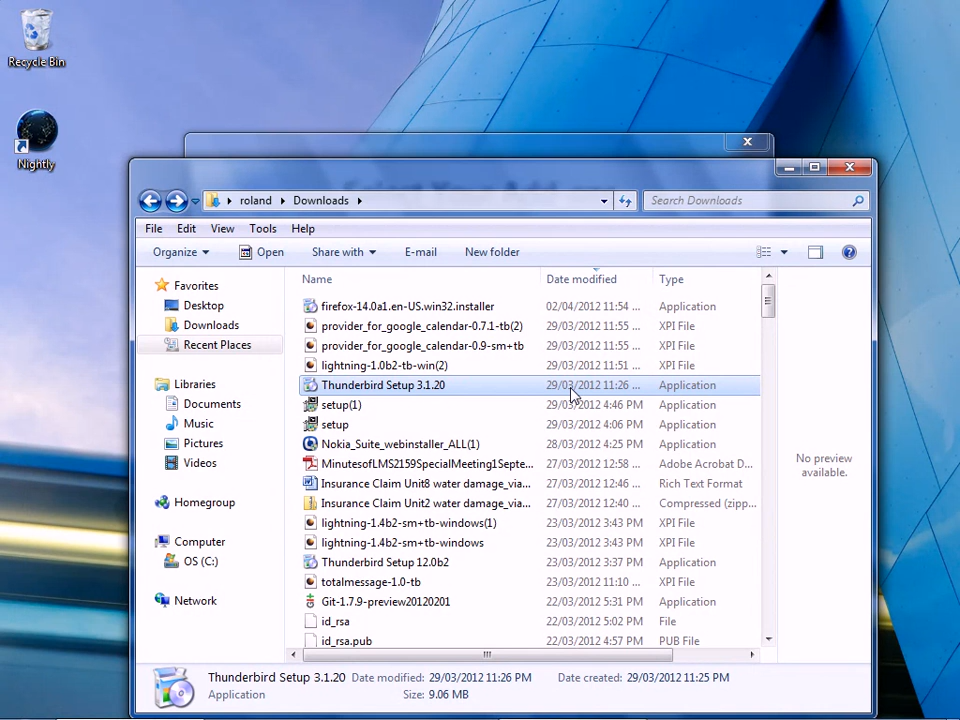 Recycle Bin
Nightly
roland Downloads
Search Downloads
File Edit View Tools Help
Organize Open Share with E-mail New folder
Favorites
Desktop
Downloads
Recent Places
Libraries
Documents
Music
Pictures
Videos
Homegroup
Computer
OS (C:)
Network
Name Date modified Type
firefox-14.0a1.en-US.win32.installer 02/04/2012 11:54 ... Application
provider_for_google_calendar-0.7.1-tb(2) 29/03/2012 11:55 ... XPI File
provider_for_google_calendar-0.9-sm+tb 29/03/2012 11:55 ... XPI File
lightning-1.0b2-tb-win(2) 29/03/2012 11:51 ... XPI File
Thunderbird Setup 3.1.20 29/03/2012 11:26 ... Application
setup(1) 29/03/2012 4:46 PM Application
setup 29/03/2012 4:06 PM Application
Nokia_Suite_webinstaller_ALL(1) 28/03/2012 4:25 PM Application
MinutesofLMS2159SpecialMeeting1Septe... 27/03/2012 12:58 ... Adobe Acrobat D...
Insurance Claim Unit8 water damage_via... 27/03/2012 12:46 ... Rich Text Format
Insurance Claim Unit2 water damage_via... 27/03/2012 12:40 ... Compressed (zipp...
lightning-1.4b2-sm+tb-windows(1) 23/03/2012 3:43 PM XPI File
lightning-1.4b2-sm+tb-windows 23/03/2012 3:43 PM XPI File
Thunderbird Setup 12.0b2 23/03/2012 3:37 PM Application
totalmessage-1.0-tb 23/03/2012 11:10 ... XPI File
Git-1.7.9-preview20120201 22/03/2012 5:31 PM Application
id_rsa 22/03/2012 5:02 PM File
id_rsa.pub 22/03/2012 4:57 PM PUB File
No preview
available.
Thunderbird Setup 3.1.20 Date modified: 29/03/2012 11:26 PM Date created: 29/03/2012 11:25 PM
Application Size: 9.06 MB